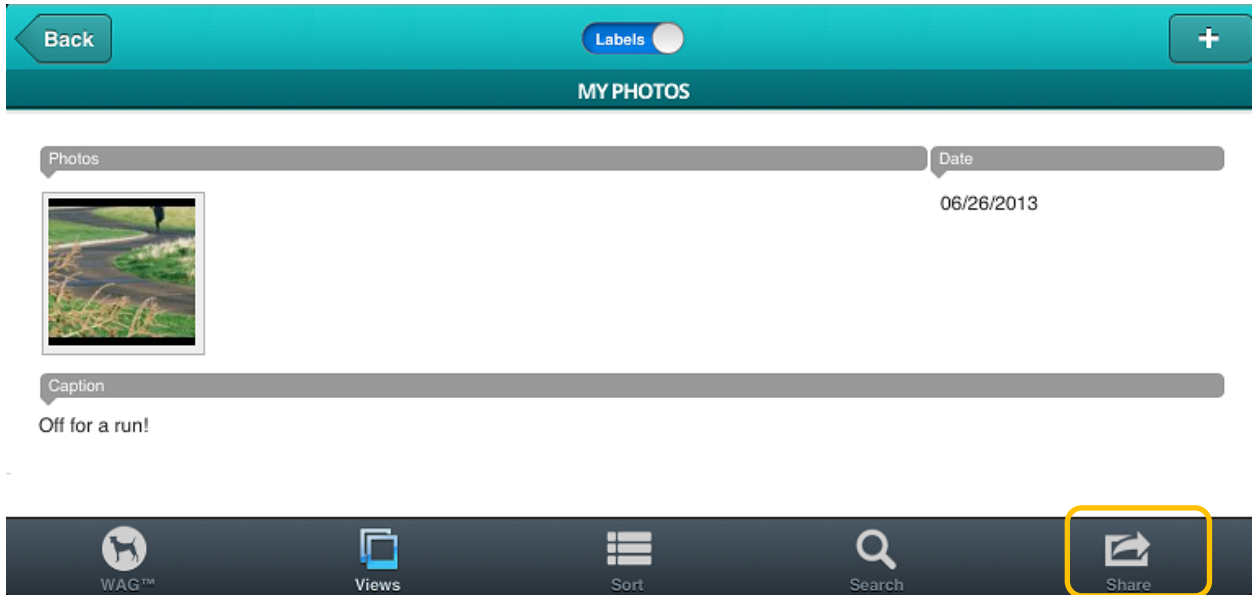 Back
Labels
+
MY PHOTOS
Photos
Date
06/26/2013
Caption
Off for a run!
WAG™
Views
Sort
Search
Share